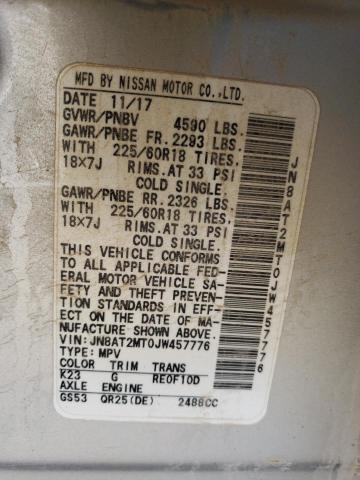 MFD BY NISSAN MOTOR CO.,LTD.
DATE 11/17
GVWR/PNBV 4590 LBS.
GAWR/PNBE FR. 2293 LBS.
WITH 225/60R18 TIRES.
18X7J RIMS.AT 33 PSI
COLD SINGLE.
GAWR/PNBE RR. 2326 LBS.
WITH 225/60R18 TIRES.
18X7J RIMS.AT 33 PSI
COLD SINGLE.
THIS VEHICLE CONFORMS
TO ALL APPLICABLE FED-
ERAL MOTOR VEHICLE SA-
FETY AND THEFT PREVENT-
ION STANDARDS IN EFF-
ECT ON THE DATE OF MA-
NUFACTURE SHOWN ABOVE.
VIN:JN8AT2MT0JW457776
TYPE:MPV
COLOR TRIM TRANS
K23 G RE0F10D
AXLE ENGINE
GS53 QR25(DE) 2488CC
JN8AT2MT0JW457776